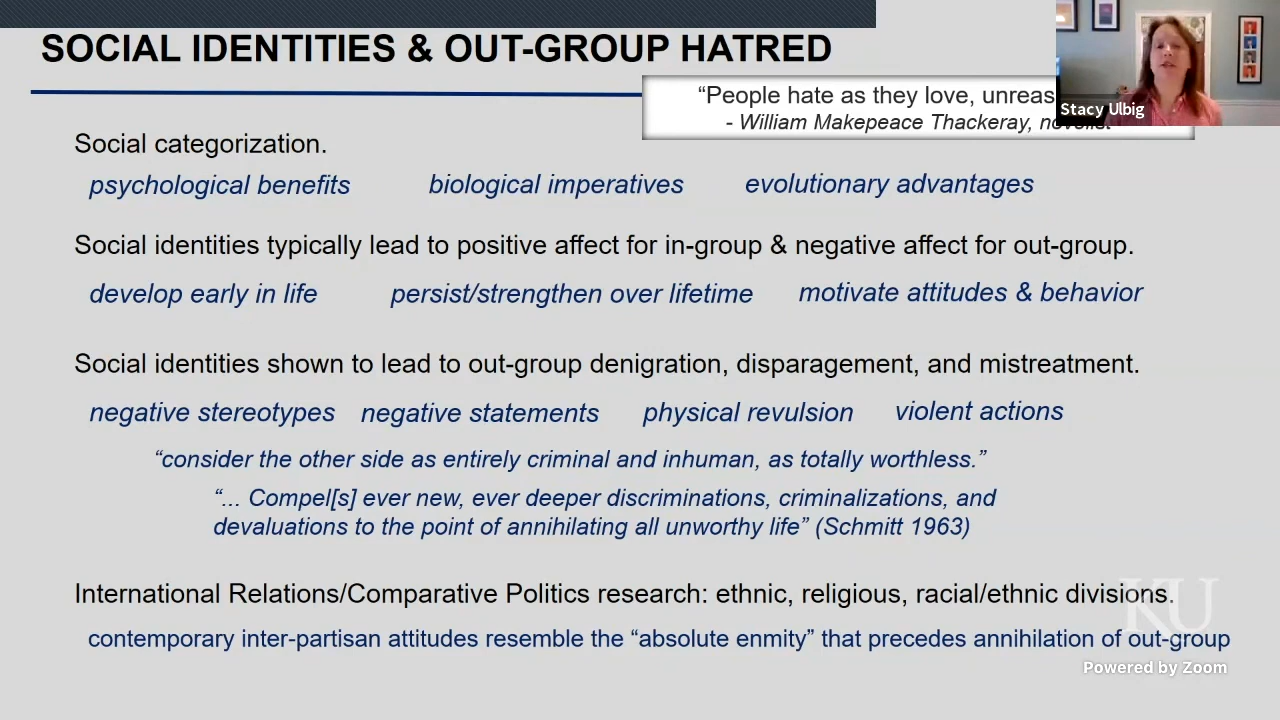 SOCIAL IDENTITIES & OUT-GROUP HATRED
“People hate as they love, unreas
- William Makepeace Thackeray, novelist
Stacy Ulbig
Social categorization.
psychological benefits biological imperatives evolutionary advantages
Social identities typically lead to positive affect for in-group & negative affect for out-group.
develop early in life persist/strengthen over lifetime motivate attitudes & behavior
Social identities shown to lead to out-group denigration, disparagement, and mistreatment.
negative stereotypes negative statements physical revulsion violent actions
“consider the other side as entirely criminal and inhuman, as totally worthless.”
“... Compel[s] ever new, ever deeper discriminations, criminalizations, and
devaluations to the point of annihilating all unworthy life” (Schmitt 1963)
International Relations/Comparative Politics research: ethnic, religious, racial/ethnic divisions.
KU
contemporary inter-partisan attitudes resemble the “absolute enmity” that precedes annihilation of out-group
Powered by Zoom